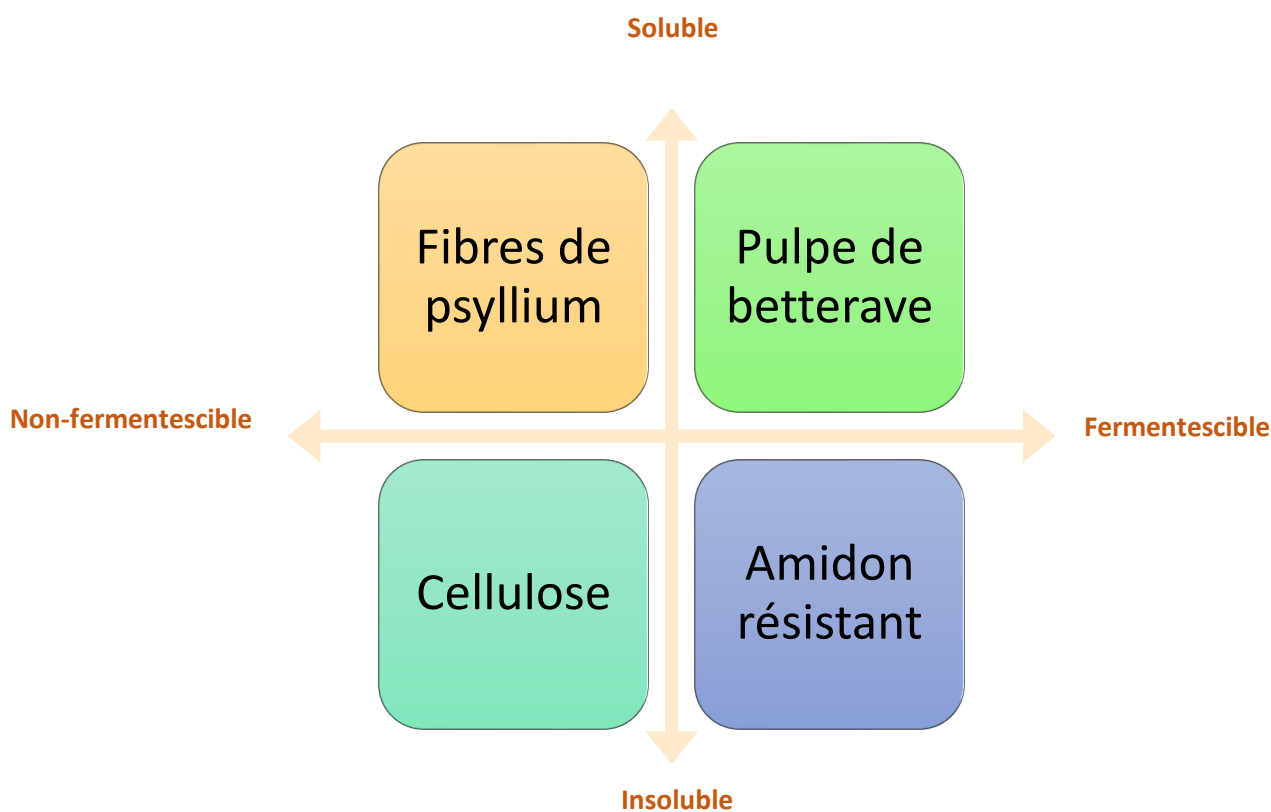 Soluble
Fibres de
psyllium
Pulpe de
betterave
Non-fermentescible
Fermentescible
Cellulose
Amidon
résistant
Insoluble